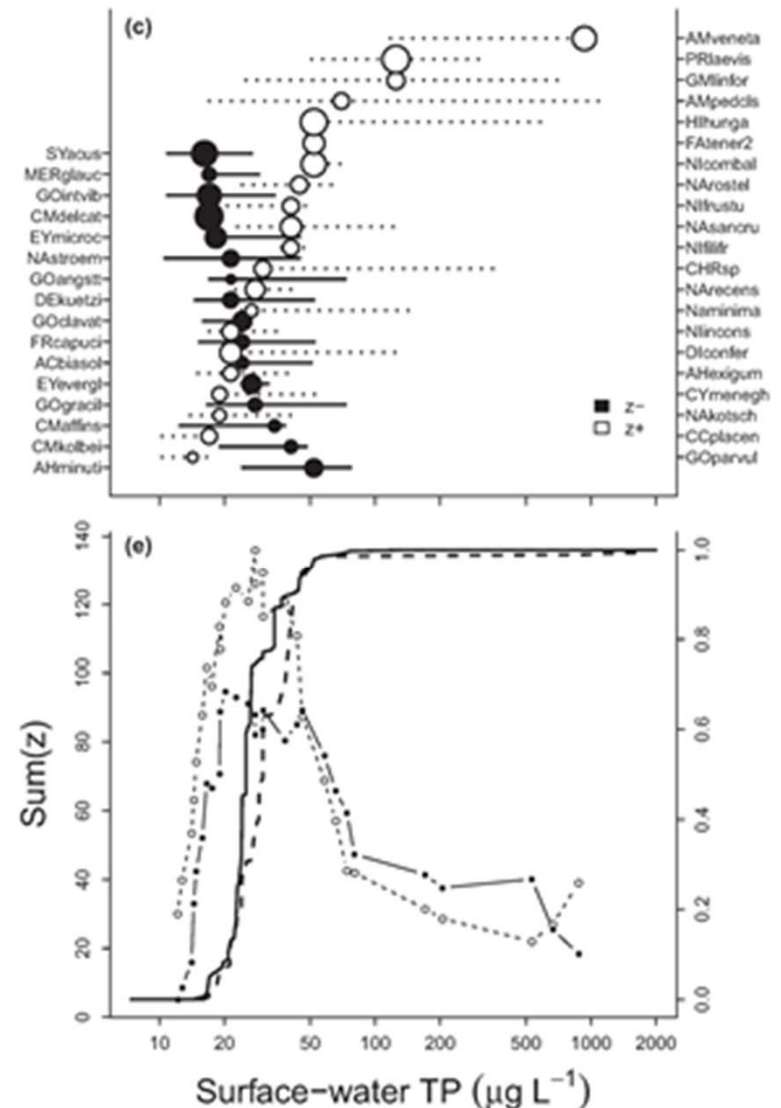 (c)
AMveneta
PRlaevis
GMlinfor
AMpedcls
HIhunga
FAtener2
SYacus
NIcombal
MERglauc
NArostel
GOintvib
NIfrustu
CMdelcat
NAsancru
EYmicroc
NIfilifr
NAstroem
CHRsp
GOangstt
NArecens
DEkuetzi
Naminima
GOclavat
NIincons
FRcapuci
DIconfer
ACbiasol
AHexigum
EYevergl
CYmenegh
z−
GOgracil
NAkotsch
z+
CMaffins
CCplacen
CMkolbei
GOparvul
AHminuti
(e)
140
120
100
80
60
40
20
0
Sum(z)
1.0
0.8
0.6
0.4
0.2
0.0
10 20 50 100 200 500 1000 2000
Surface−water TP (µg L−1)